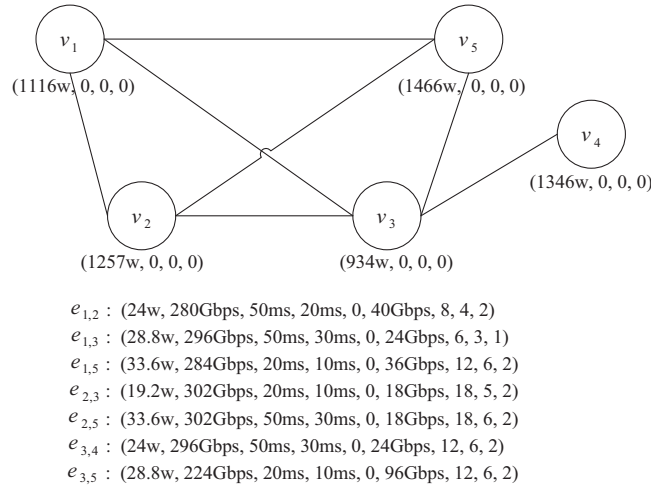 v1
v5
(1116w, 0, 0, 0)
(1466w, 0, 0, 0)
v4
(1346w, 0, 0, 0)
v2
v3
(1257w, 0, 0, 0)
(934w, 0, 0, 0)
e1,2 : (24w, 280Gbps, 50ms, 20ms, 0, 40Gbps, 8, 4, 2)
e1,3 : (28.8w, 296Gbps, 50ms, 30ms, 0, 24Gbps, 6, 3, 1)
e1,5 : (33.6w, 284Gbps, 20ms, 10ms, 0, 36Gbps, 12, 6, 2)
e2,3 : (19.2w, 302Gbps, 20ms, 10ms, 0, 18Gbps, 18, 5, 2)
e2,5 : (33.6w, 302Gbps, 50ms, 30ms, 0, 18Gbps, 18, 6, 2)
e3,4 : (24w, 296Gbps, 50ms, 30ms, 0, 24Gbps, 12, 6, 2)
e3,5 : (28.8w, 224Gbps, 20ms, 10ms, 0, 96Gbps, 12, 6, 2)